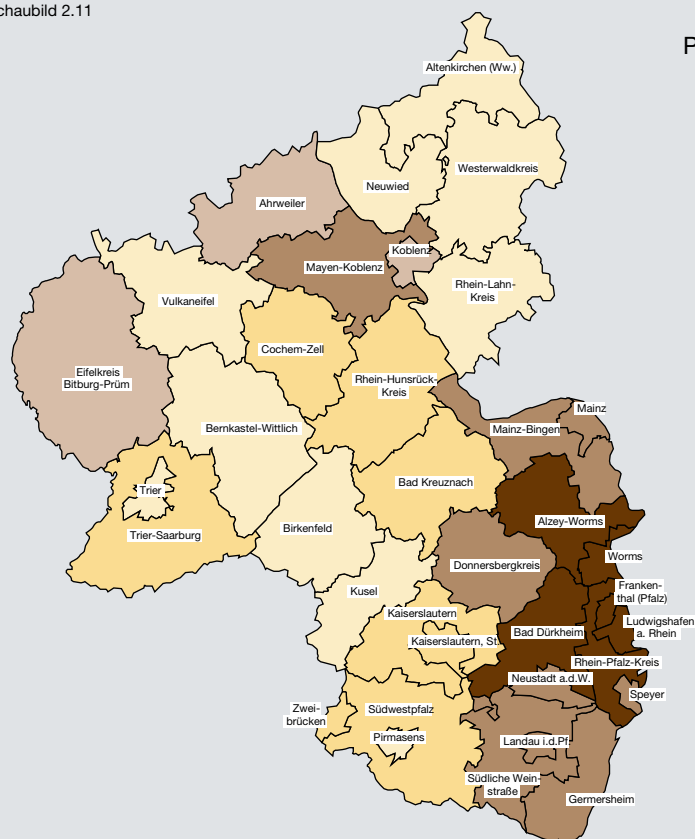 chaubild 2.11
P
Altenkirchen (Ww.)
Westerwaldkreis
Neuwied
Ahrweiler
Koblenz
Mayen-Koblenz
Rhein-Lahn-
Kreis
Vulkaneifel
Cochem-Zell
Eifelkreis
Bitburg-Prüm
Rhein-Hunsrück-
Kreis
Mainz
Mainz-Bingen
Bernkastel-Wittlich
Bad Kreuznach
Trier
Alzey-Worms
Birkenfeld
Trier-Saarburg
Worms
Donnersbergkreis
Franken-
thal (Pfalz)
Kusel
Kaiserslautern
Ludwigshafen
a. Rhein
Bad Dürkheim
Kaiserslautern, St.
Rhein-Pfalz-Kreis
Neustadt a.d.W.
Speyer
Zwei-
brücken
Südwestpfalz
Pirmasens
Landau i.d.Pf.
Südliche Wein-
straße
Germersheim